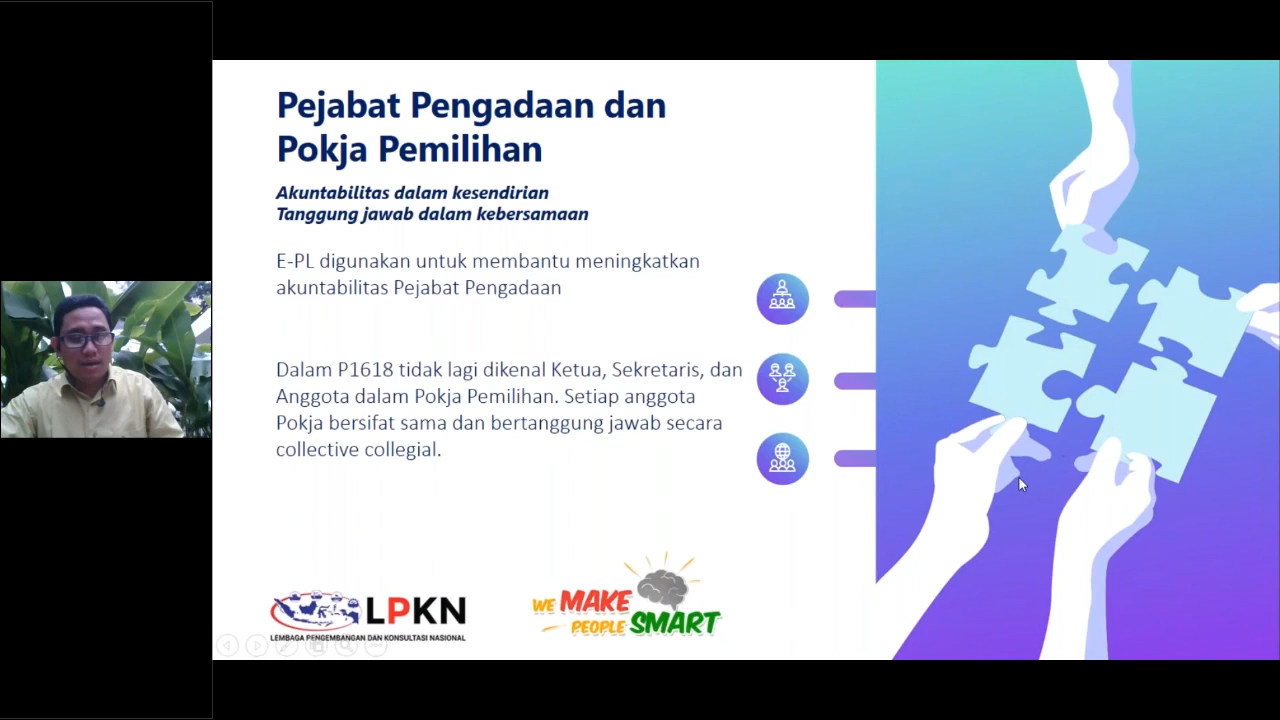 Pejabat Pengadaan dan
Pokja Pemilihan
Akuntabilitas dalam kesendirian
Tanggung jawab dalam kebersamaan
E-PL digunakan untuk membantu meningkatkan
akuntabilitas Pejabat Pengadaan
Dalam P1618 tidak lagi dikenal Ketua, Sekretaris, dan
Anggota dalam Pokja Pemilihan. Setiap anggota
Pokja bersifat sama dan bertanggung jawab secara
collective collegial.
LPKN
LEMBAGA PENGEMBANGAN DAN KONSULTASI NASIONAL
WE MAKE
PEOPLE SMART